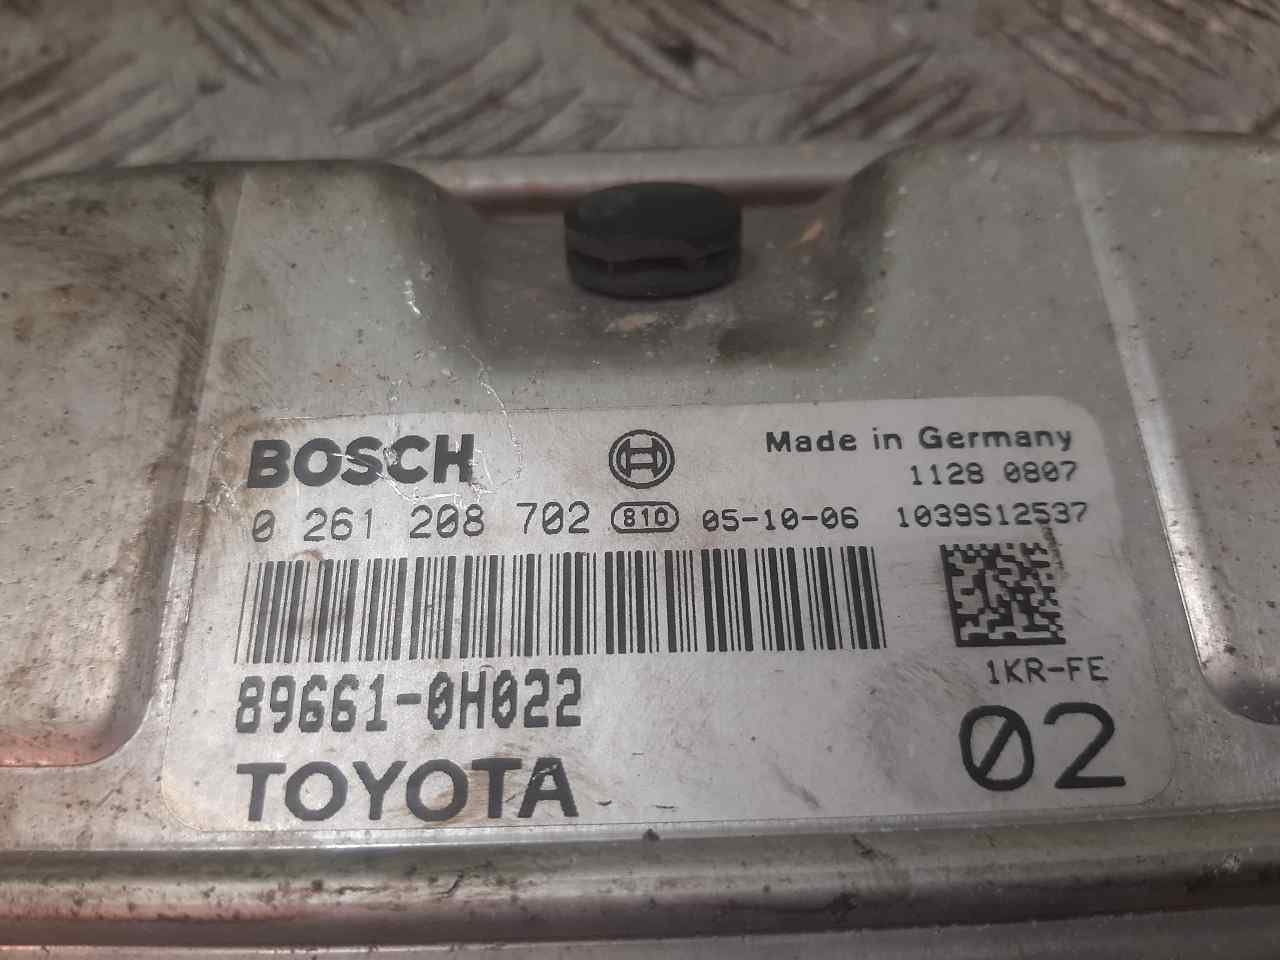 BOSCH
Made in Germany
1128 0807
0 261 208 702 810 05-10-06 1039S12537
89661-0H022
1KR-FE
TOYOTA
02